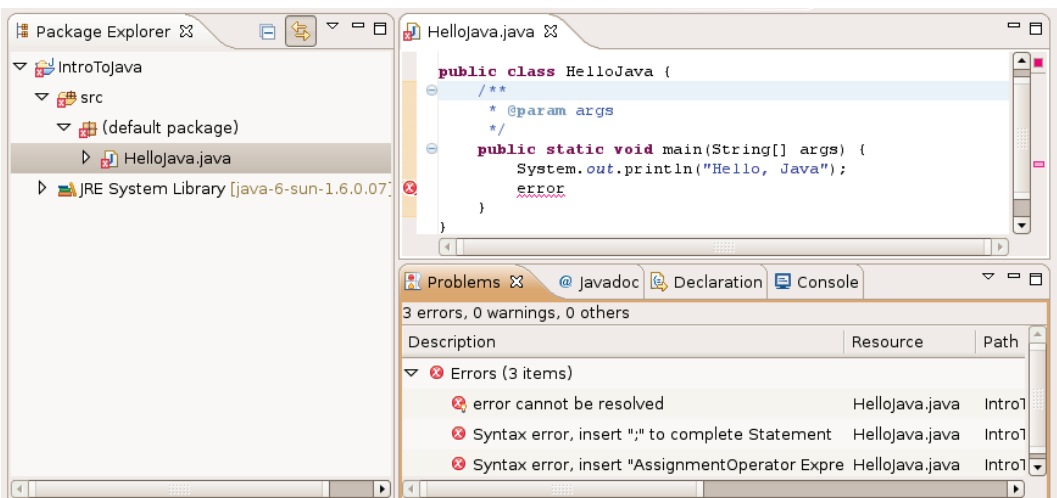 Package Explorer
IntroToJava
src
(default package)
HelloJava.java
JRE System Library [java-6-sun-1.6.0.07]
HelloJava.java
public class HelloJava {
/**
* @param args
*/
public static void main(String[] args) {
System.out.println("Hello, Java");
error
}
}
Problems
@ Javadoc
Declaration
Console
3 errors, 0 warnings, 0 others
Description Resource Path
Errors (3 items)
error cannot be resolved HelloJava.java IntroT
Syntax error, insert ";" to complete Statement HelloJava.java IntroT
Syntax error, insert "AssignmentOperator Expre HelloJava.java IntroT